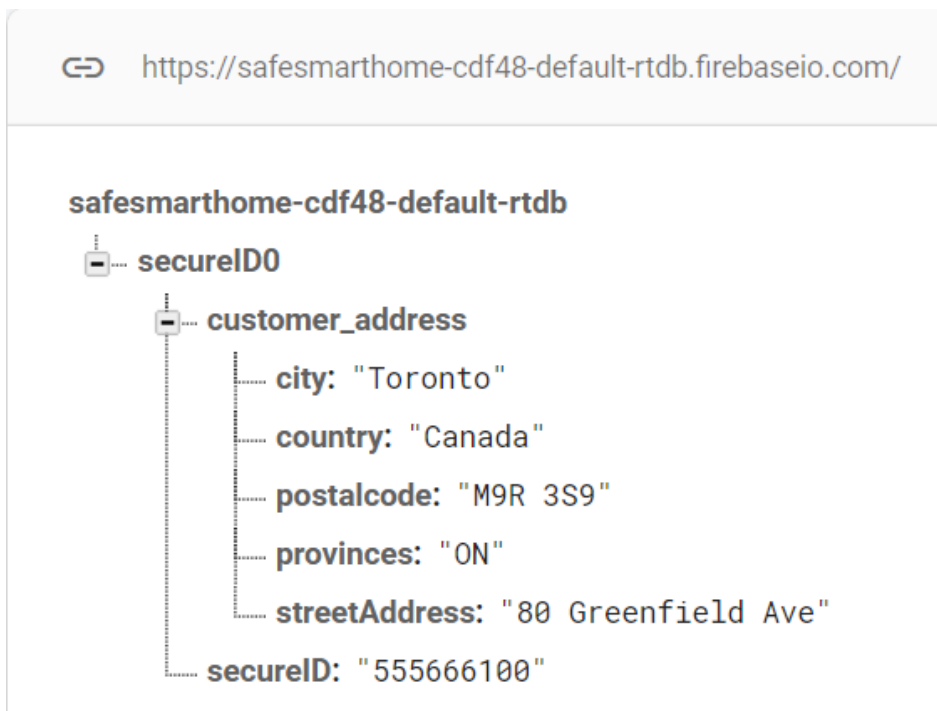 https://safesmarthome-cdf48-default-rtdb.firebaseio.com/
safesmarthome-cdf48-default-rtdb
secureID0
customer_address
city: "Toronto"
country: "Canada"
postalcode: "M9R 3S9"
provinces: "ON"
streetAddress: "80 Greenfield Ave"
secureID: "555666100"